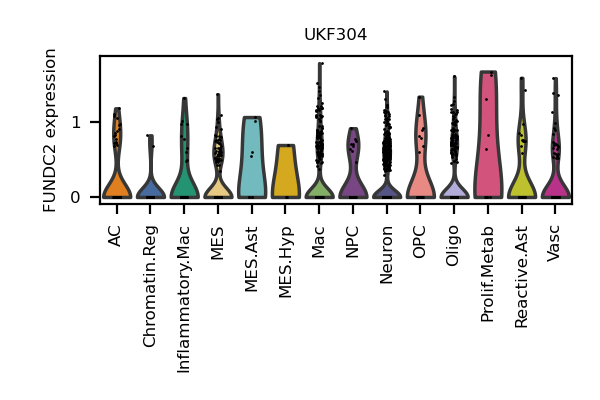 UKF304
FUNDC2 expression
1
0
AC
Chromatin.Reg
Inflammatory.Mac
MES
MES.Ast
MES.Hyp
Mac
NPC
Neuron
OPC
Oligo
Prolif.Metab
Reactive.Ast
Vasc